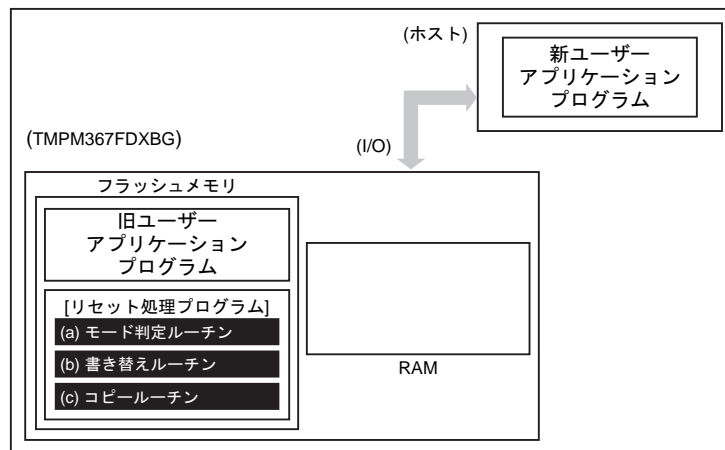 (ホスト)
新ユーザー
アプリケーション
プログラム
(TMPM367FDXBG)
(I/O)
フラッシュメモリ
旧ユーザー
アプリケーション
プログラム
[リセット処理プログラム]
(a) モード判定ルーチン
(b) 書き替えルーチン
(c) コピールーチン
RAM